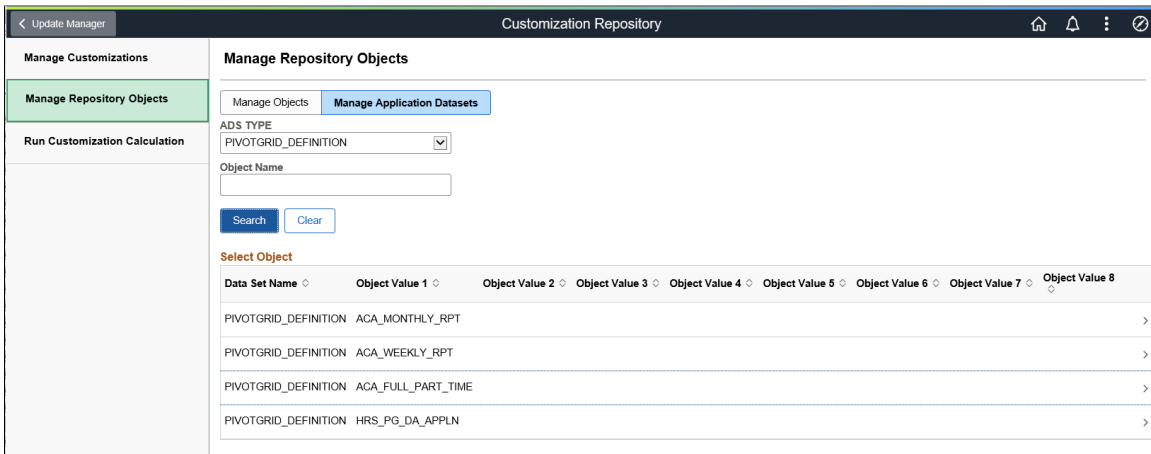 Update Manager
Customization Repository
Manage Customizations
Manage Repository Objects
Run Customization Calculation
Manage Repository Objects
Manage Objects Manage Application Datasets
ADS TYPE
PIVOTGRID_DEFINITION
Object Name
Search Clear
Select Object
Data Set Name Object Value 1 Object Value 2 Object Value 3 Object Value 4 Object Value 5 Object Value 6 Object Value 7 Object Value 8
PIVOTGRID_DEFINITION ACA_MONTHLY_RPT
PIVOTGRID_DEFINITION ACA_WEEKLY_RPT
PIVOTGRID_DEFINITION ACA_FULL_PART_TIME
PIVOTGRID_DEFINITION HRS_PG_DA_APPLN